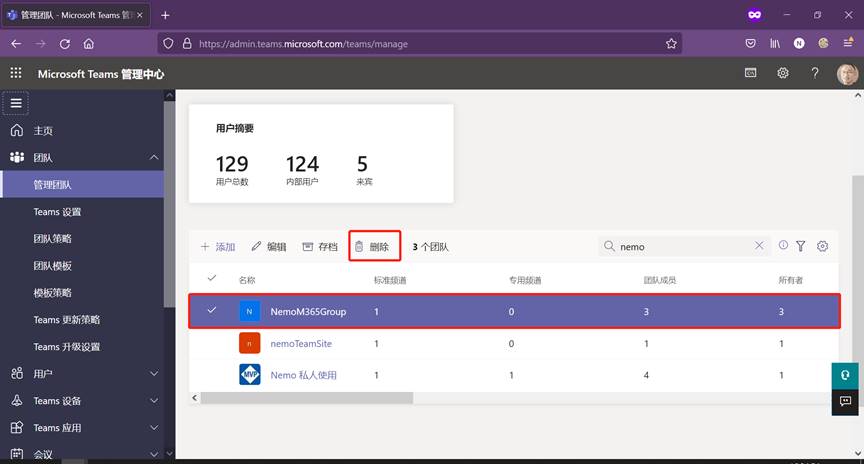 管理团队 - Microsoft Teams 管
https://admin.teams.microsoft.com/teams/manage
N
Microsoft Teams 管理中心
主页
团队
管理团队
Teams 设置
团队策略
团队模板
模板策略
Teams 更新策略
Teams 升级设置
用户
Teams 设备
Teams 应用
会议
用户摘要
129 124 5
用户总数 内部用户 来宾
添加 编辑 存档 删除 3 个团队 nemo
名称 标准频道 专用频道 团队成员 所有者
N NemoM365Group 1 0 3 3
n nemoTeamSite 1 0 1 1
MVP Nemo 私人使用 1 1 4 1